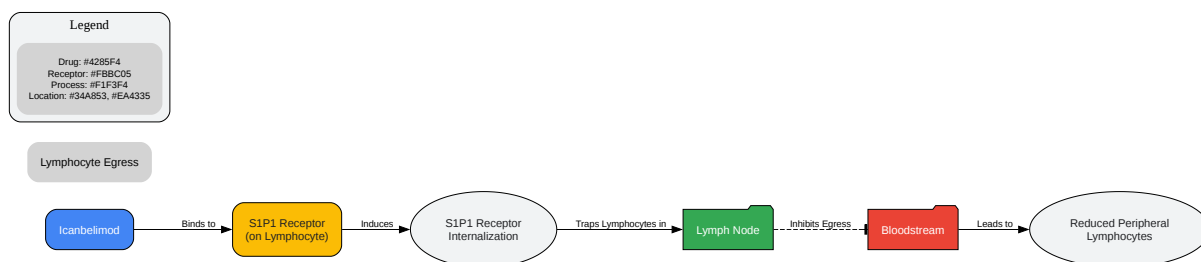 Legend
Drug: #4285F4
Receptor: #FBBC05
Process: #F1F3F4
Location: #34A853, #EA4335
Lymphocyte Egress
Icanbelimod
Binds to
S1P1 Receptor
(on Lymphocyte)
Induces
S1P1 Receptor
Internalization
Traps Lymphocytes in
Lymph Node
Inhibits Egress
Bloodstream
Leads to
Reduced Peripheral
Lymphocytes